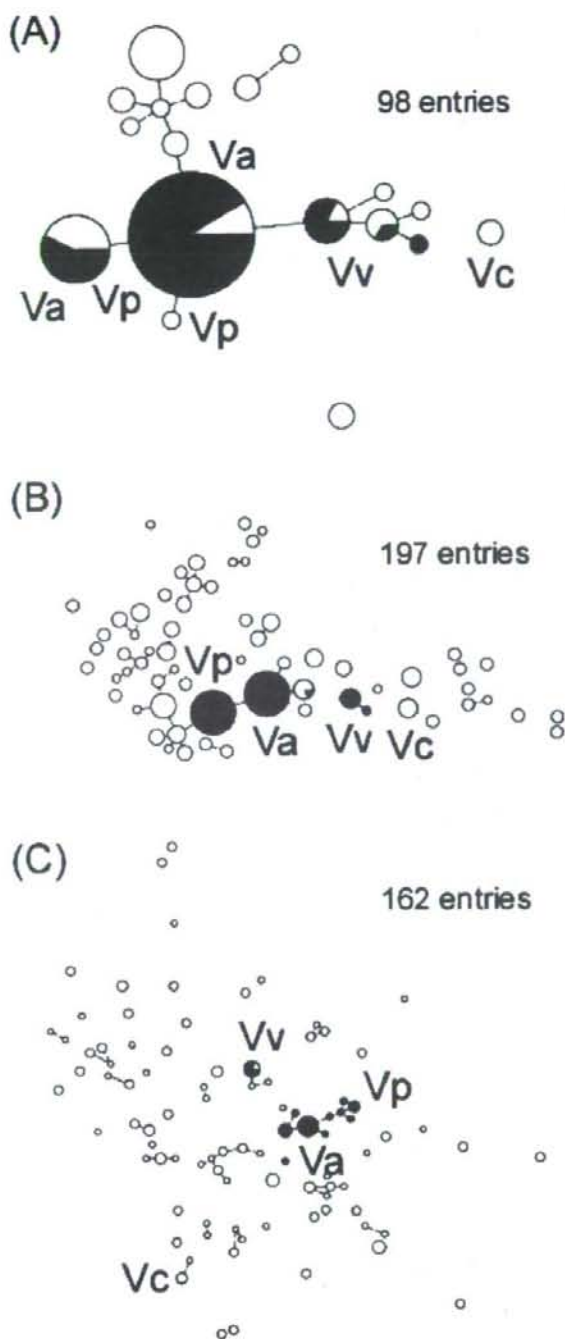 (A)
98 entries
Va
Vv
Vc
Va
Vp
Vp
(B)
197 entries
Vp
Va
Vv
Vc
(C)
162 entries
Vv
Vp
Va
Vc